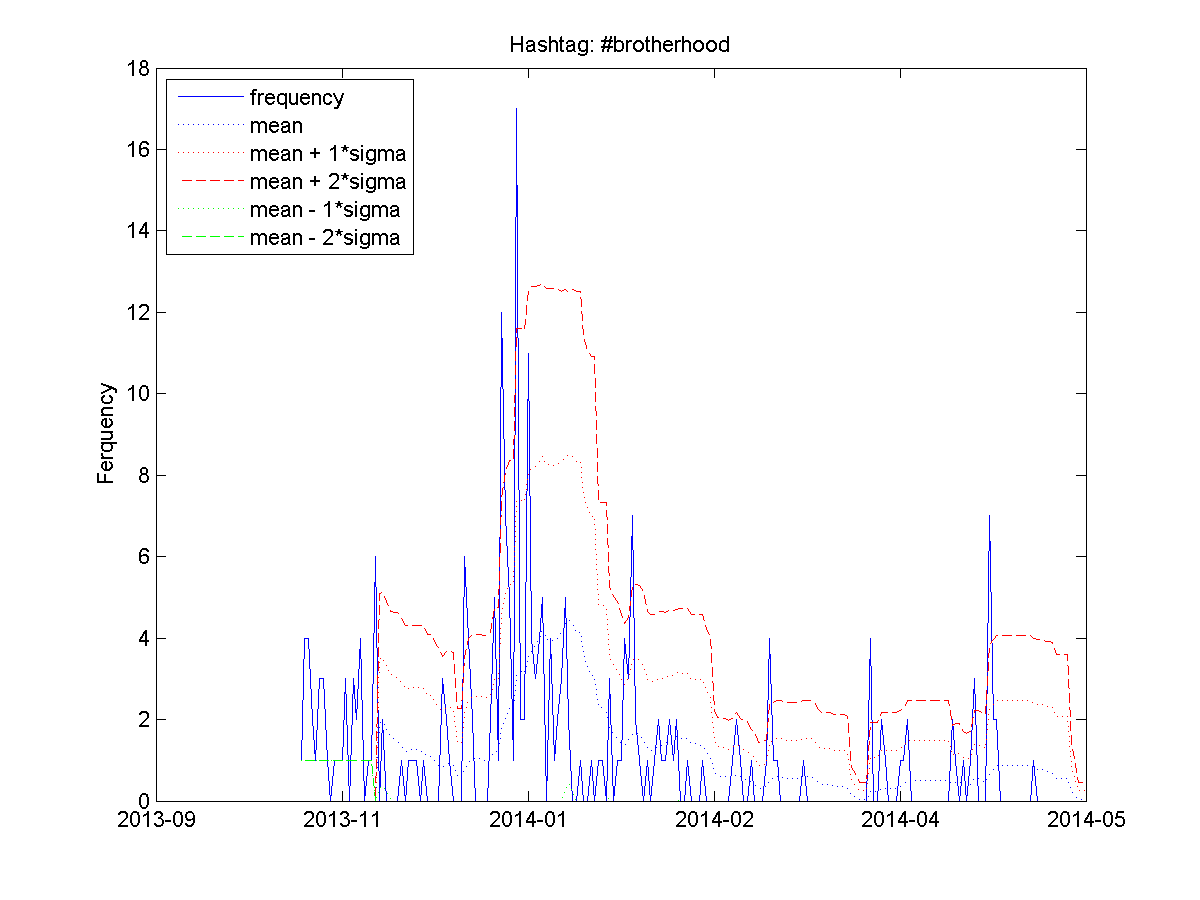 Hashtag: #brotherhood
18
16
14
12
10
8
6
4
2
0
Ferquency
frequency
mean
mean + 1*sigma
mean + 2*sigma
mean - 1*sigma
mean - 2*sigma
2013-09 2013-11 2014-01 2014-02 2014-04 2014-05